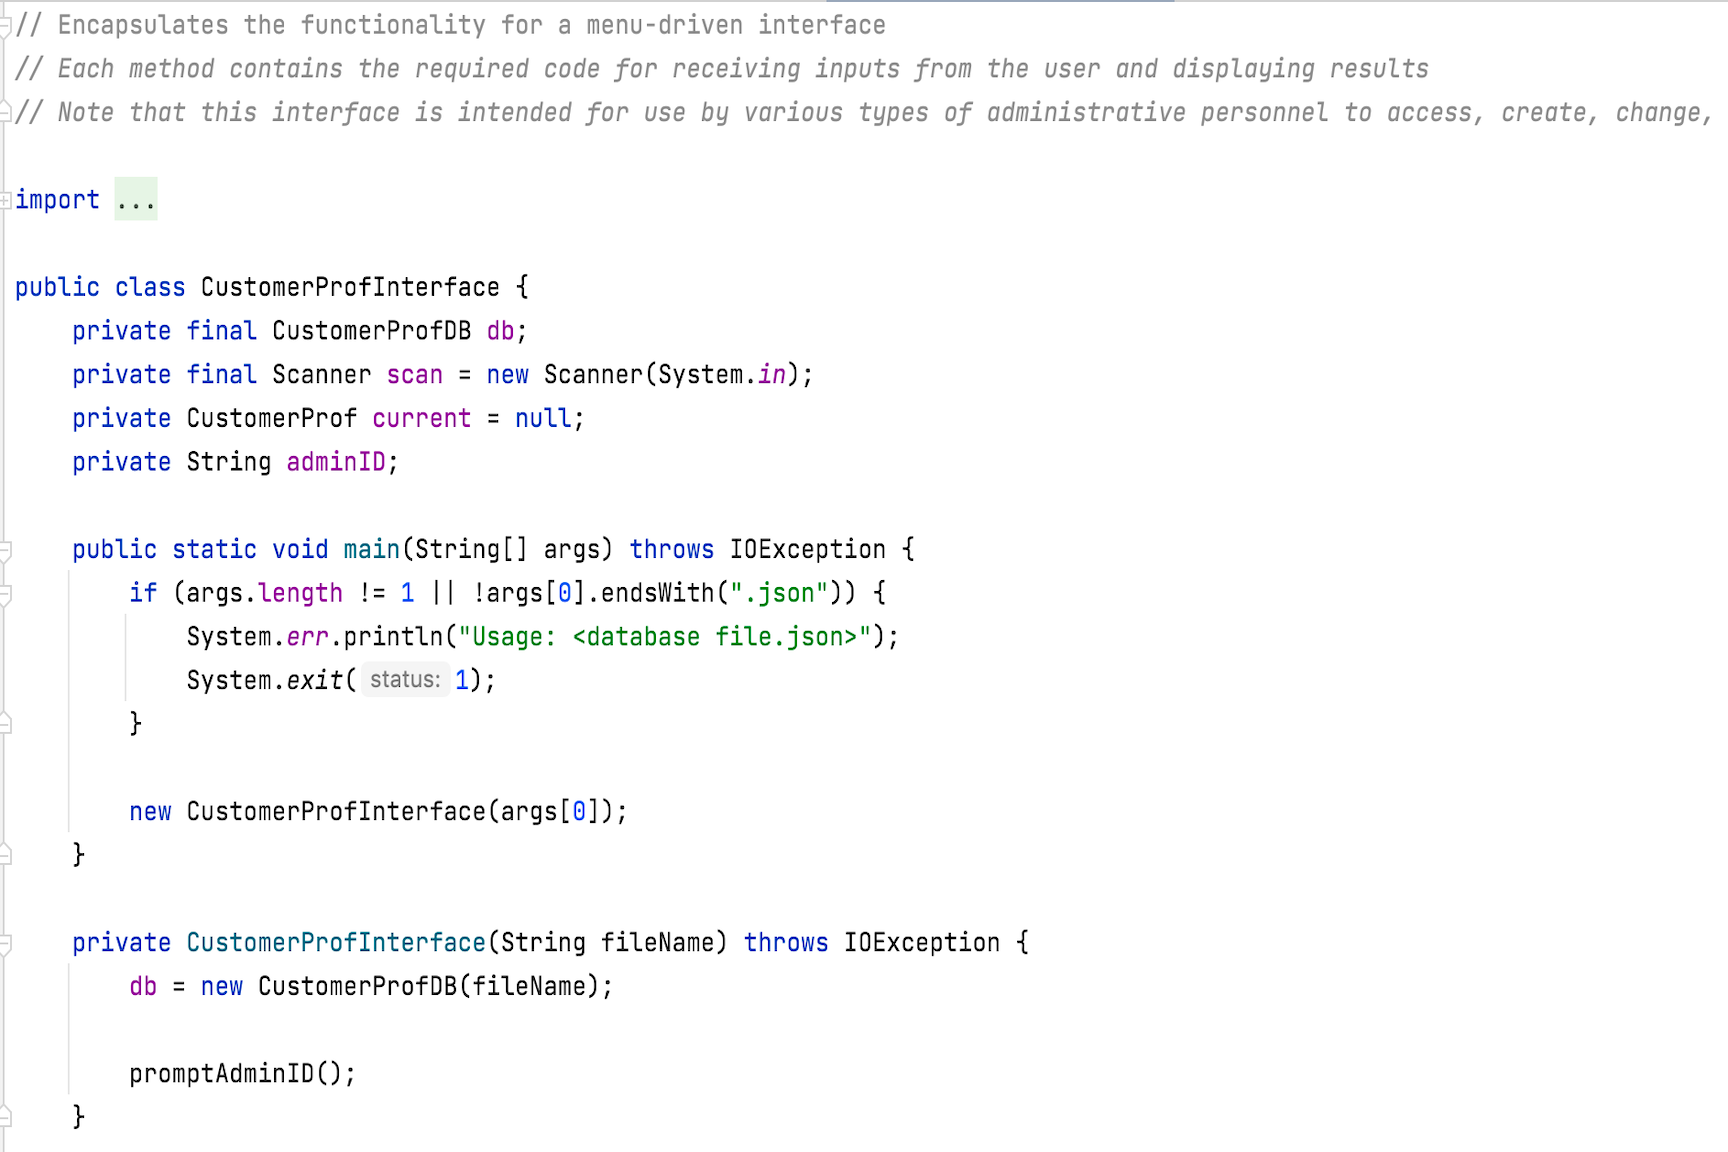 // Encapsulates the functionality for a menu-driven interface
// Each method contains the required code for receiving inputs from the user and displaying results
// Note that this interface is intended for use by various types of administrative personnel to access, create, change,
import ...
public class CustomerProfInterface {
    private final CustomerProfDB db;
    private final Scanner scan = new Scanner(System.in);
    private CustomerProf current = null;
    private String adminID;
    public static void main(String[] args) throws IOException {
        if (args.length != 1 || !args[0].endsWith(".json")) {
            System.err.println("Usage: <database file.json>");
            System.exit( status: 1);
        }
        new CustomerProfInterface(args[0]);
    }
    private CustomerProfInterface(String fileName) throws IOException {
        db = new CustomerProfDB(fileName);
        promptAdminID();
    }